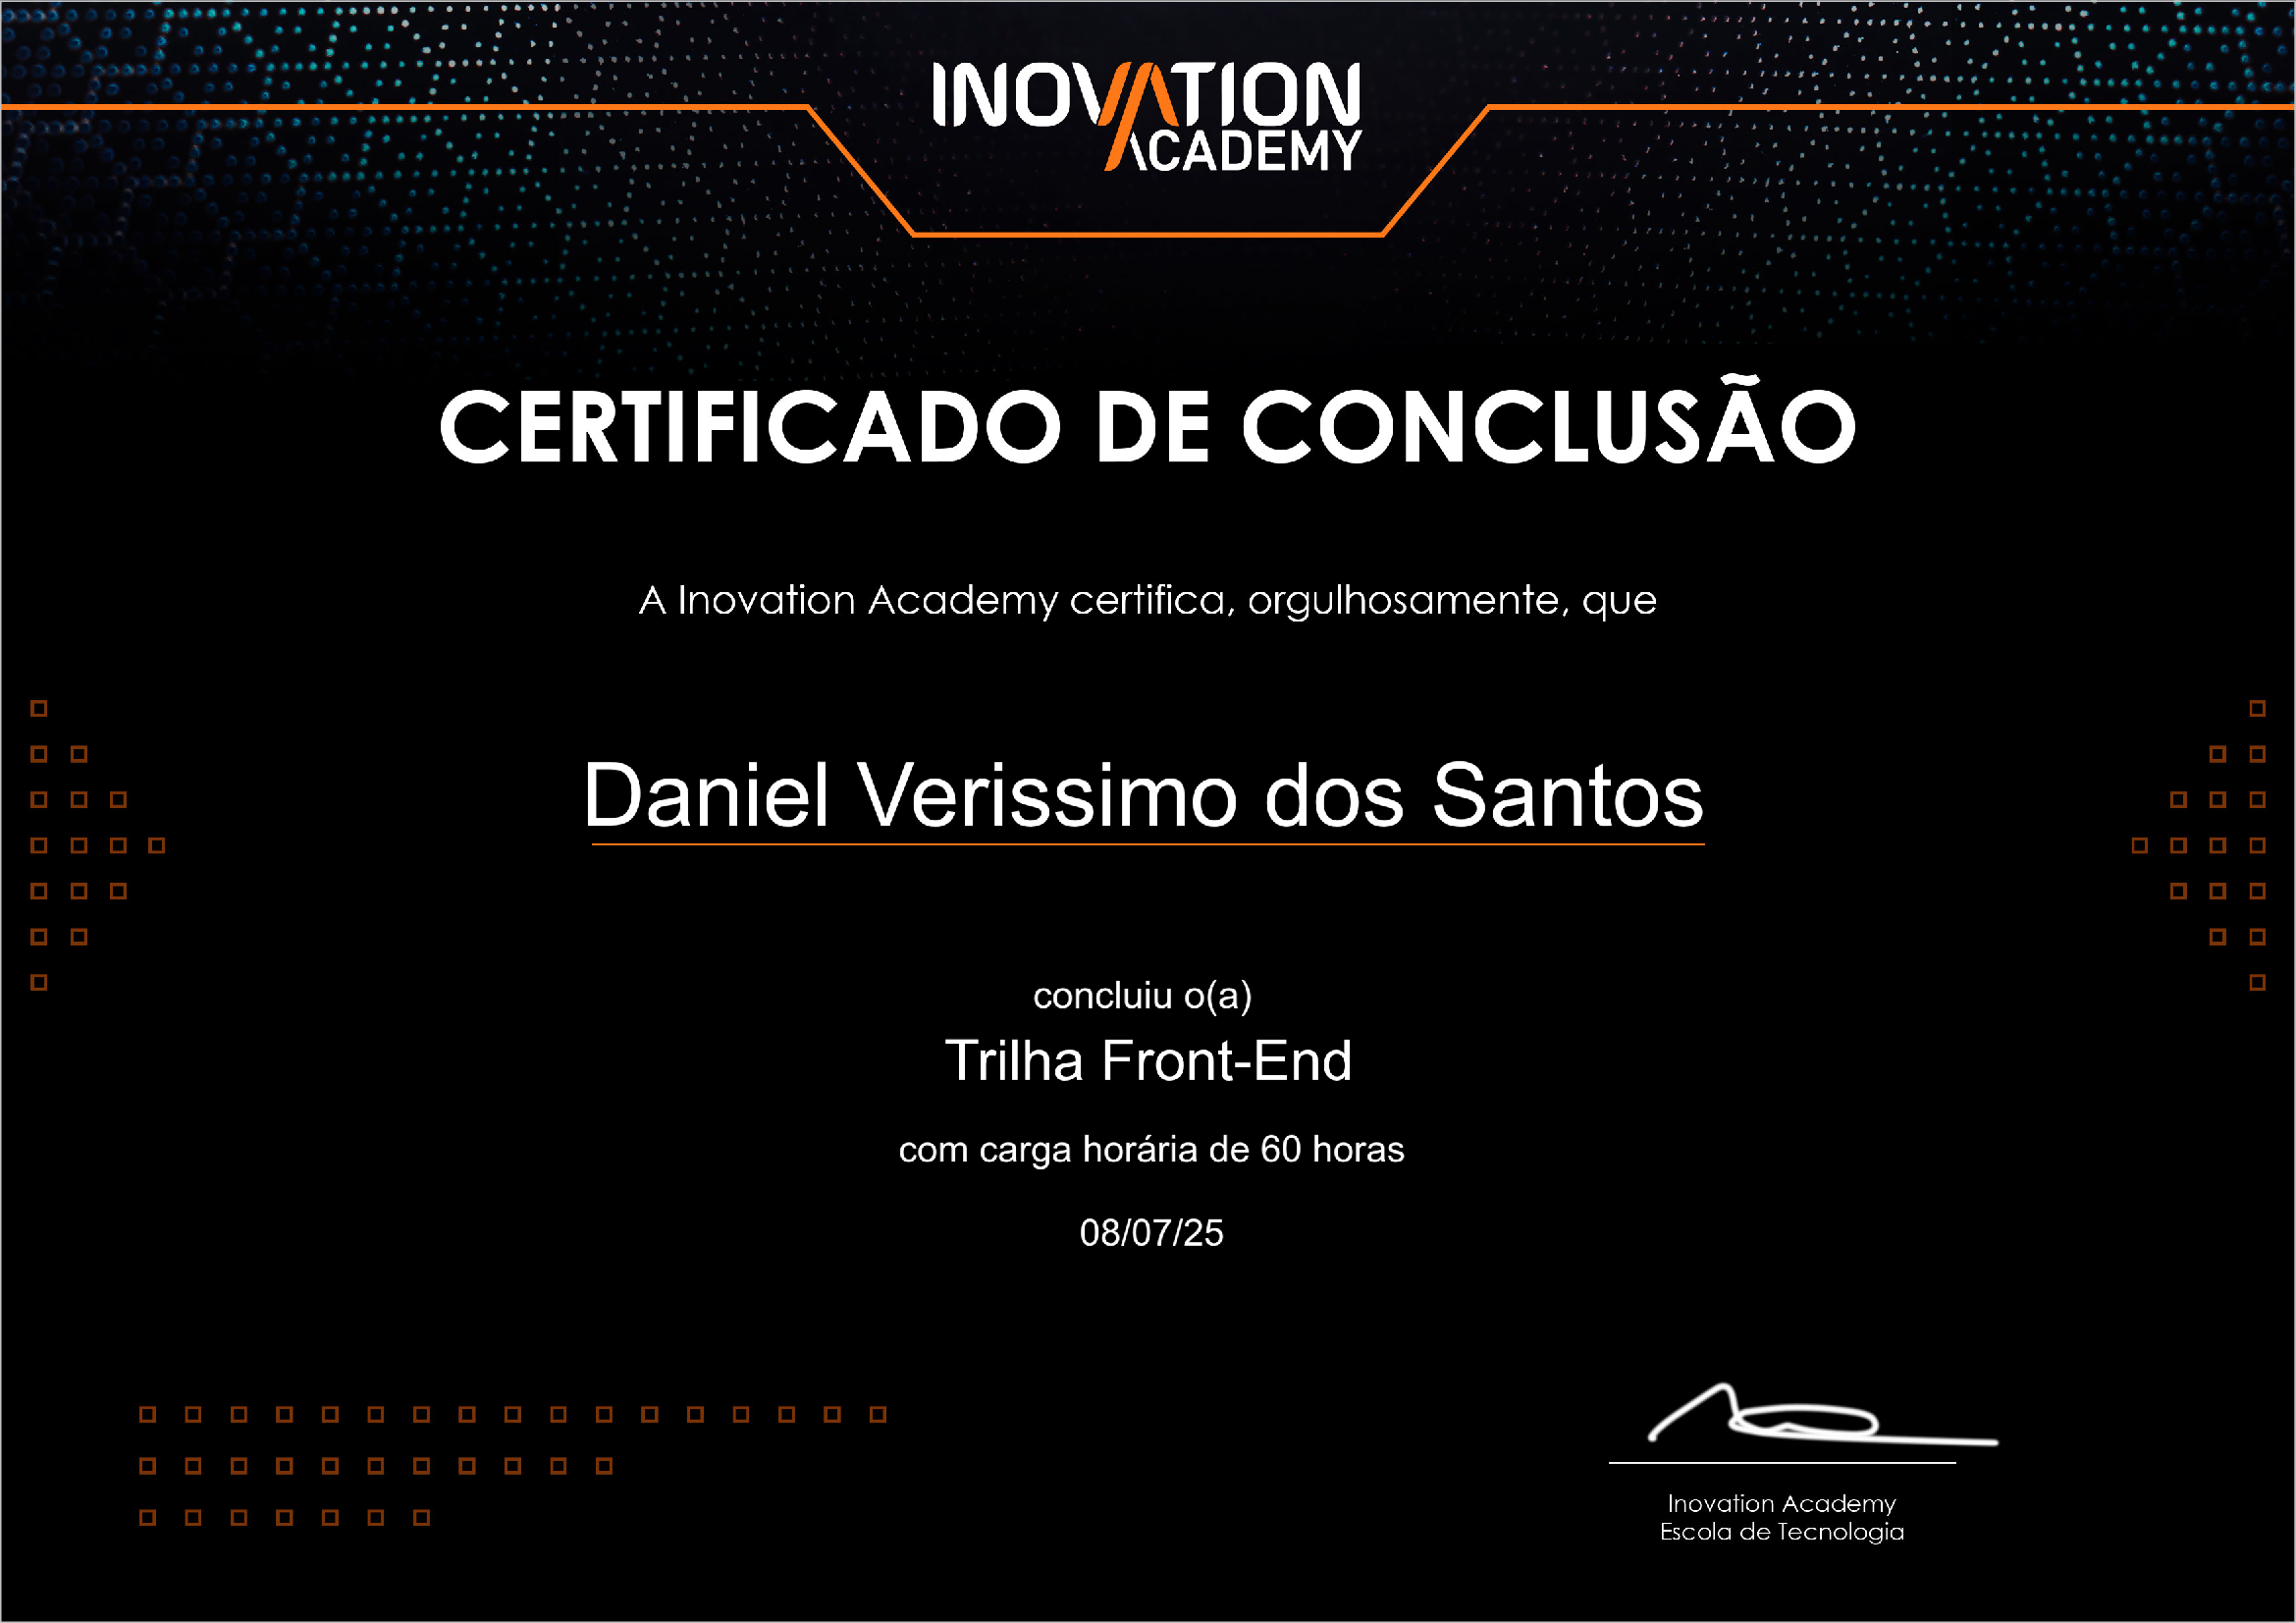 INOVATION
ACADEMY
CERTIFICADO DE CONCLUSÃO
A Inovation Academy certifica, orgulhosamente, que
Daniel Verissimo dos Santos
concluiu o(a)
Trilha Front-End
com carga horária de 60 horas
08/07/25
Inovation Academy
Escola de Tecnologia